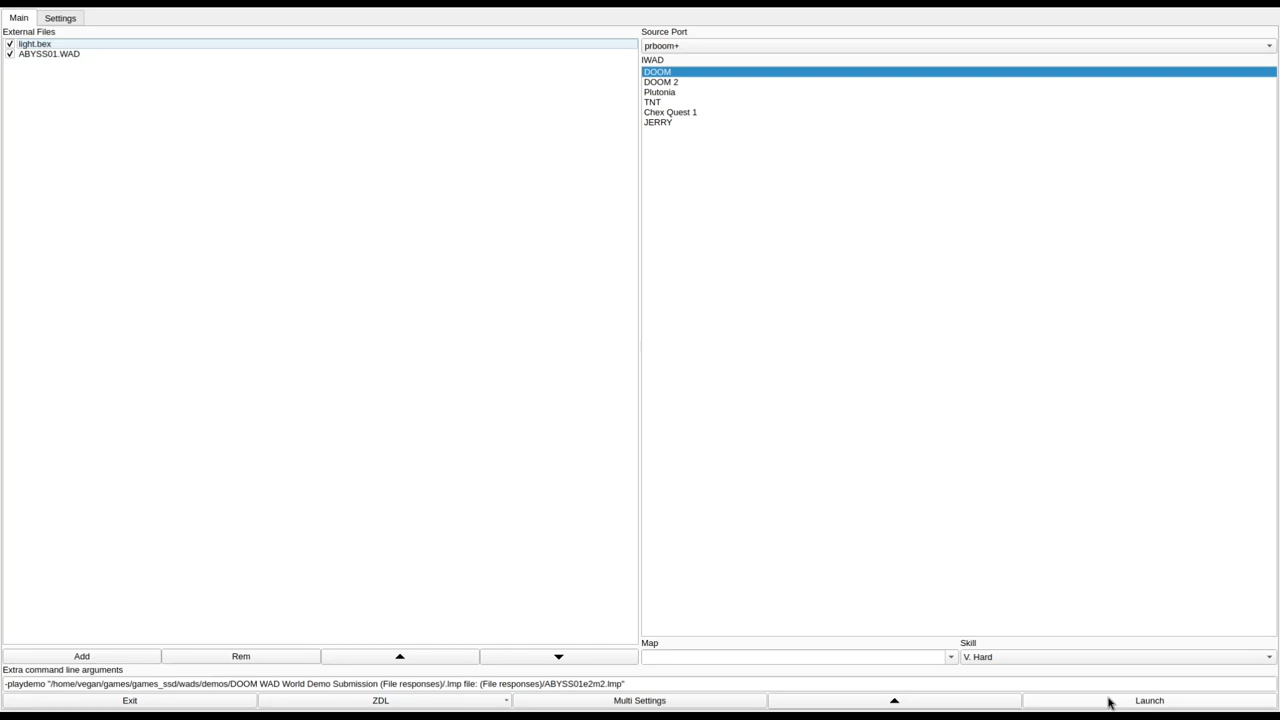 Main
Settings
External Files
light.bex
ABYSS01.WAD
Source Port
prboom+
IWAD
DOOM
DOOM 2
Plutonia
TNT
Chex Quest 1
JERRY
Map
Skill
V. Hard
Add
Rem
Extra command line arguments
-playdemo "/home/vegan/games/games_ssd/wads/demos/DOOM WAD World Demo Submission (File responses)/.lmp file: (File responses)/ABYSS01e2m2.lmp"
Exit
ZDL
Multi Settings
Launch